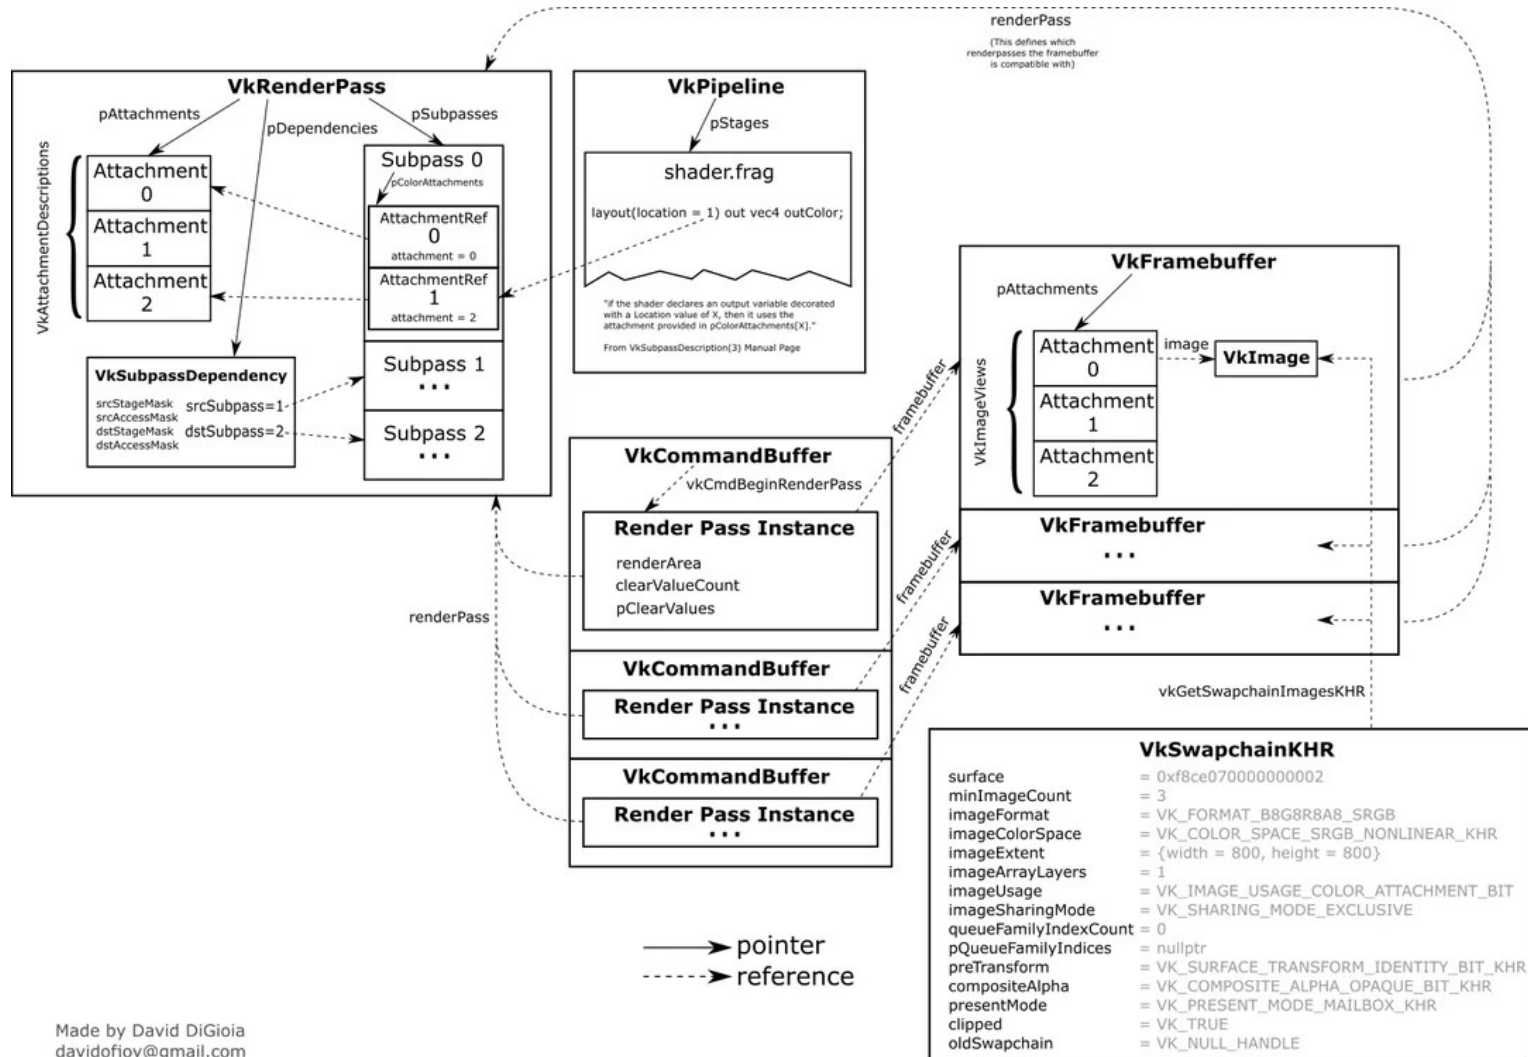 renderPass
(This defines which
renderpasses the framebuffer
is compatible with)
VkRenderPass
pAttachments
pDependencies
pSubpasses
VkAttachmentDescriptions
Attachment
0
Attachment
1
Attachment
2
Subpass 0
pColorAttachments
AttachmentRef
0
attachment = 0
AttachmentRef
1
attachment = 2
Subpass 1
...
Subpass 2
...
VkSubpassDependency
srcStageMask
srcAccessMask
dstStageMask
dstAccessMask
srcSubpass=1
dstSubpass=2
VkPipeline
pStages
shader.frag
layout(location = 1) out vec4 outColor;
"if the shader declares an output variable decorated
with a Location value of X, then it uses the
attachment provided in pColorAttachments[X]."
From VkSubpassDescription(3) Manual Page
VkFramebuffer
pAttachments
VkImageViews
Attachment
0
Attachment
1
Attachment
2
image
VkImage
VkFramebuffer
...
VkFramebuffer
...
framebuffer
framebuffer
framebuffer
VkCommandBuffer
vkCmdBeginRenderPass
Render Pass Instance
renderArea
clearValueCount
pClearValues
VkCommandBuffer
Render Pass Instance
...
VkCommandBuffer
Render Pass Instance
...
renderPass
vkGetSwapchainImagesKHR
VkSwapchainKHR
surface = 0xf8ce070000000002
minImageCount = 3
imageFormat = VK_FORMAT_B8G8R8A8_SRGB
imageColorSpace = VK_COLOR_SPACE_SRGB_NONLINEAR_KHR
imageExtent = {width = 800, height = 800}
imageArrayLayers = 1
imageUsage = VK_IMAGE_USAGE_COLOR_ATTACHMENT_BIT
imageSharingMode = VK_SHARING_MODE_EXCLUSIVE
queueFamilyIndexCount = 0
pQueueFamilyIndices = nullptr
preTransform = VK_SURFACE_TRANSFORM_IDENTITY_BIT_KHR
compositeAlpha = VK_COMPOSITE_ALPHA_OPAQUE_BIT_KHR
presentMode = VK_PRESENT_MODE_MAILBOX_KHR
clipped = VK_TRUE
oldSwapchain = VK_NULL_HANDLE
pointer
reference
Made by David DiGioia
davidofjoy@gmail.com